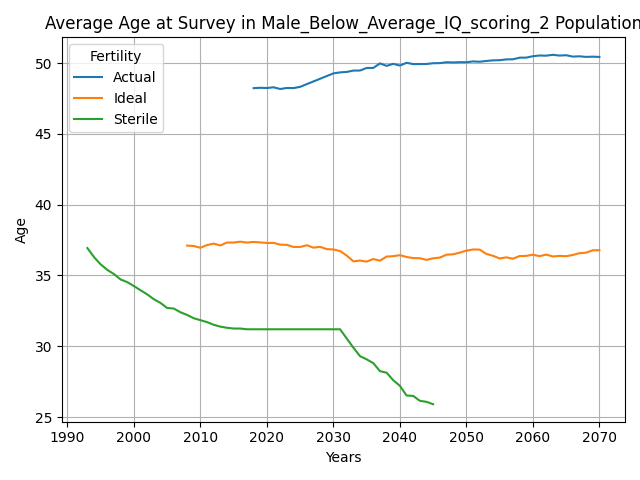 Average Age at Survey in Male_Below_Average_IQ_scoring_2 Population
Fertility
Actual
Ideal
Sterile
Age
50
45
40
35
30
25
1990 2000 2010 2020 2030 2040 2050 2060 2070
Years